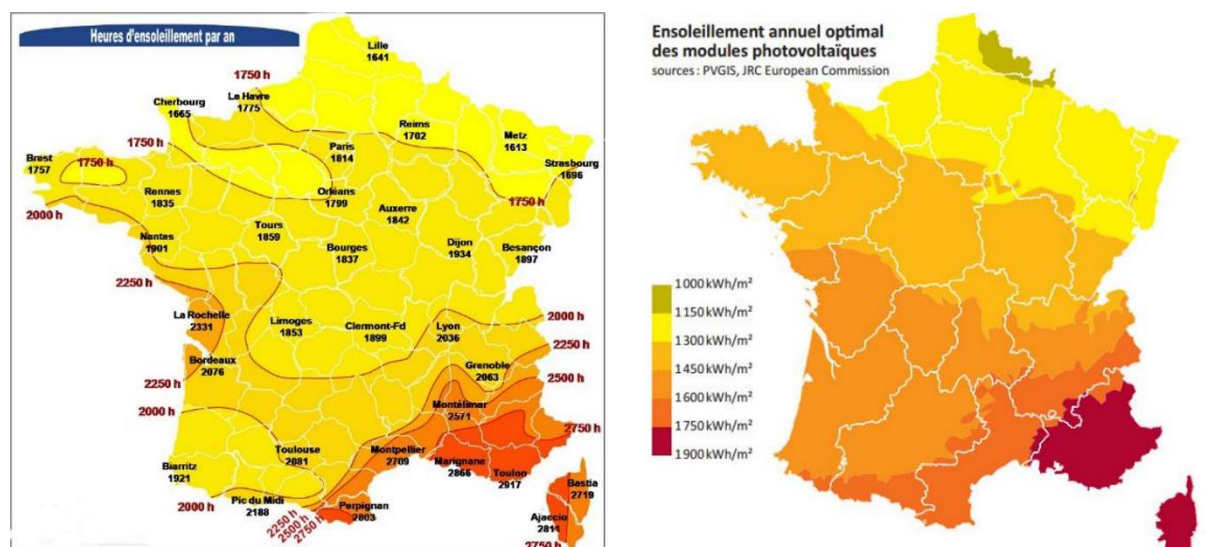 Heures d'ensoleillement par an
Lille
1641
1750 h
Le Havre
1775
Cherbourg
1665
Reims
1702
Metz
1613
1750 h
Paris
1814
Strasbourg
1696
Brest
1757
1750 h
Rennes
1835
Orléans
1799
1750 h
2000 h
Auxerre
1842
Tours
1859
Nantes
1901
Bourges
1837
Dijon
1934
Besançon
1897
2250 h
La Rochelle
2331
Limoges
1853
Clermont-Fd
1899
Lyon
2036
2000 h
2250 h
Bordeaux
2076
Grenoble
2063
2250 h
2500 h
Montélimar
2571
2000 h
2750 h
Toulouse
2081
Montpellier
2709
Marignane
2866
Toulon
2917
Biarritz
1921
Pic du Midi
2188
2000 h
2250 h
2500 h
2750 h
Perpignan
2803
Bastia
2719
Ajaccio
2811
2750 h
Ensoleillement annuel optimal
des modules photovoltaïques
sources : PVGIS, JRC European Commission
1000 kWh/m²
1150 kWh/m²
1300 kWh/m²
1450 kWh/m²
1600 kWh/m²
1750 kWh/m²
1900 kWh/m²